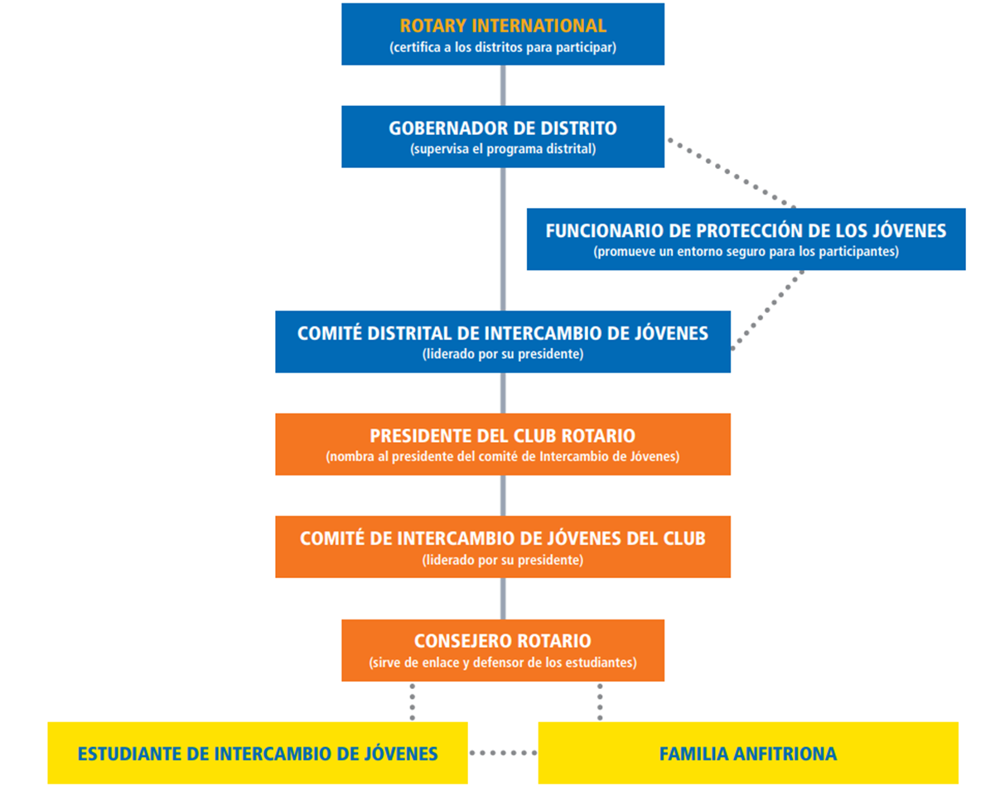 ROTARY INTERNATIONAL
(certifica a los distritos para participar)
GOBERNADOR DE DISTRITO
(supervisa el programa distrital)
FUNCIONARIO DE PROTECCIÓN DE LOS JÓVENES
(promueve un entorno seguro para los participantes)
COMITÉ DISTRITAL DE INTERCAMBIO DE JÓVENES
(liderado por su presidente)
PRESIDENTE DEL CLUB ROTARIO
(nombra al presidente del comité de Intercambio de Jóvenes)
COMITÉ DE INTERCAMBIO DE JÓVENES DEL CLUB
(liderado por su presidente)
CONSEJERO ROTARIO
(sirve de enlace y defensor de los estudiantes)
ESTUDIANTE DE INTERCAMBIO DE JÓVENES
FAMILIA ANFITRIONA